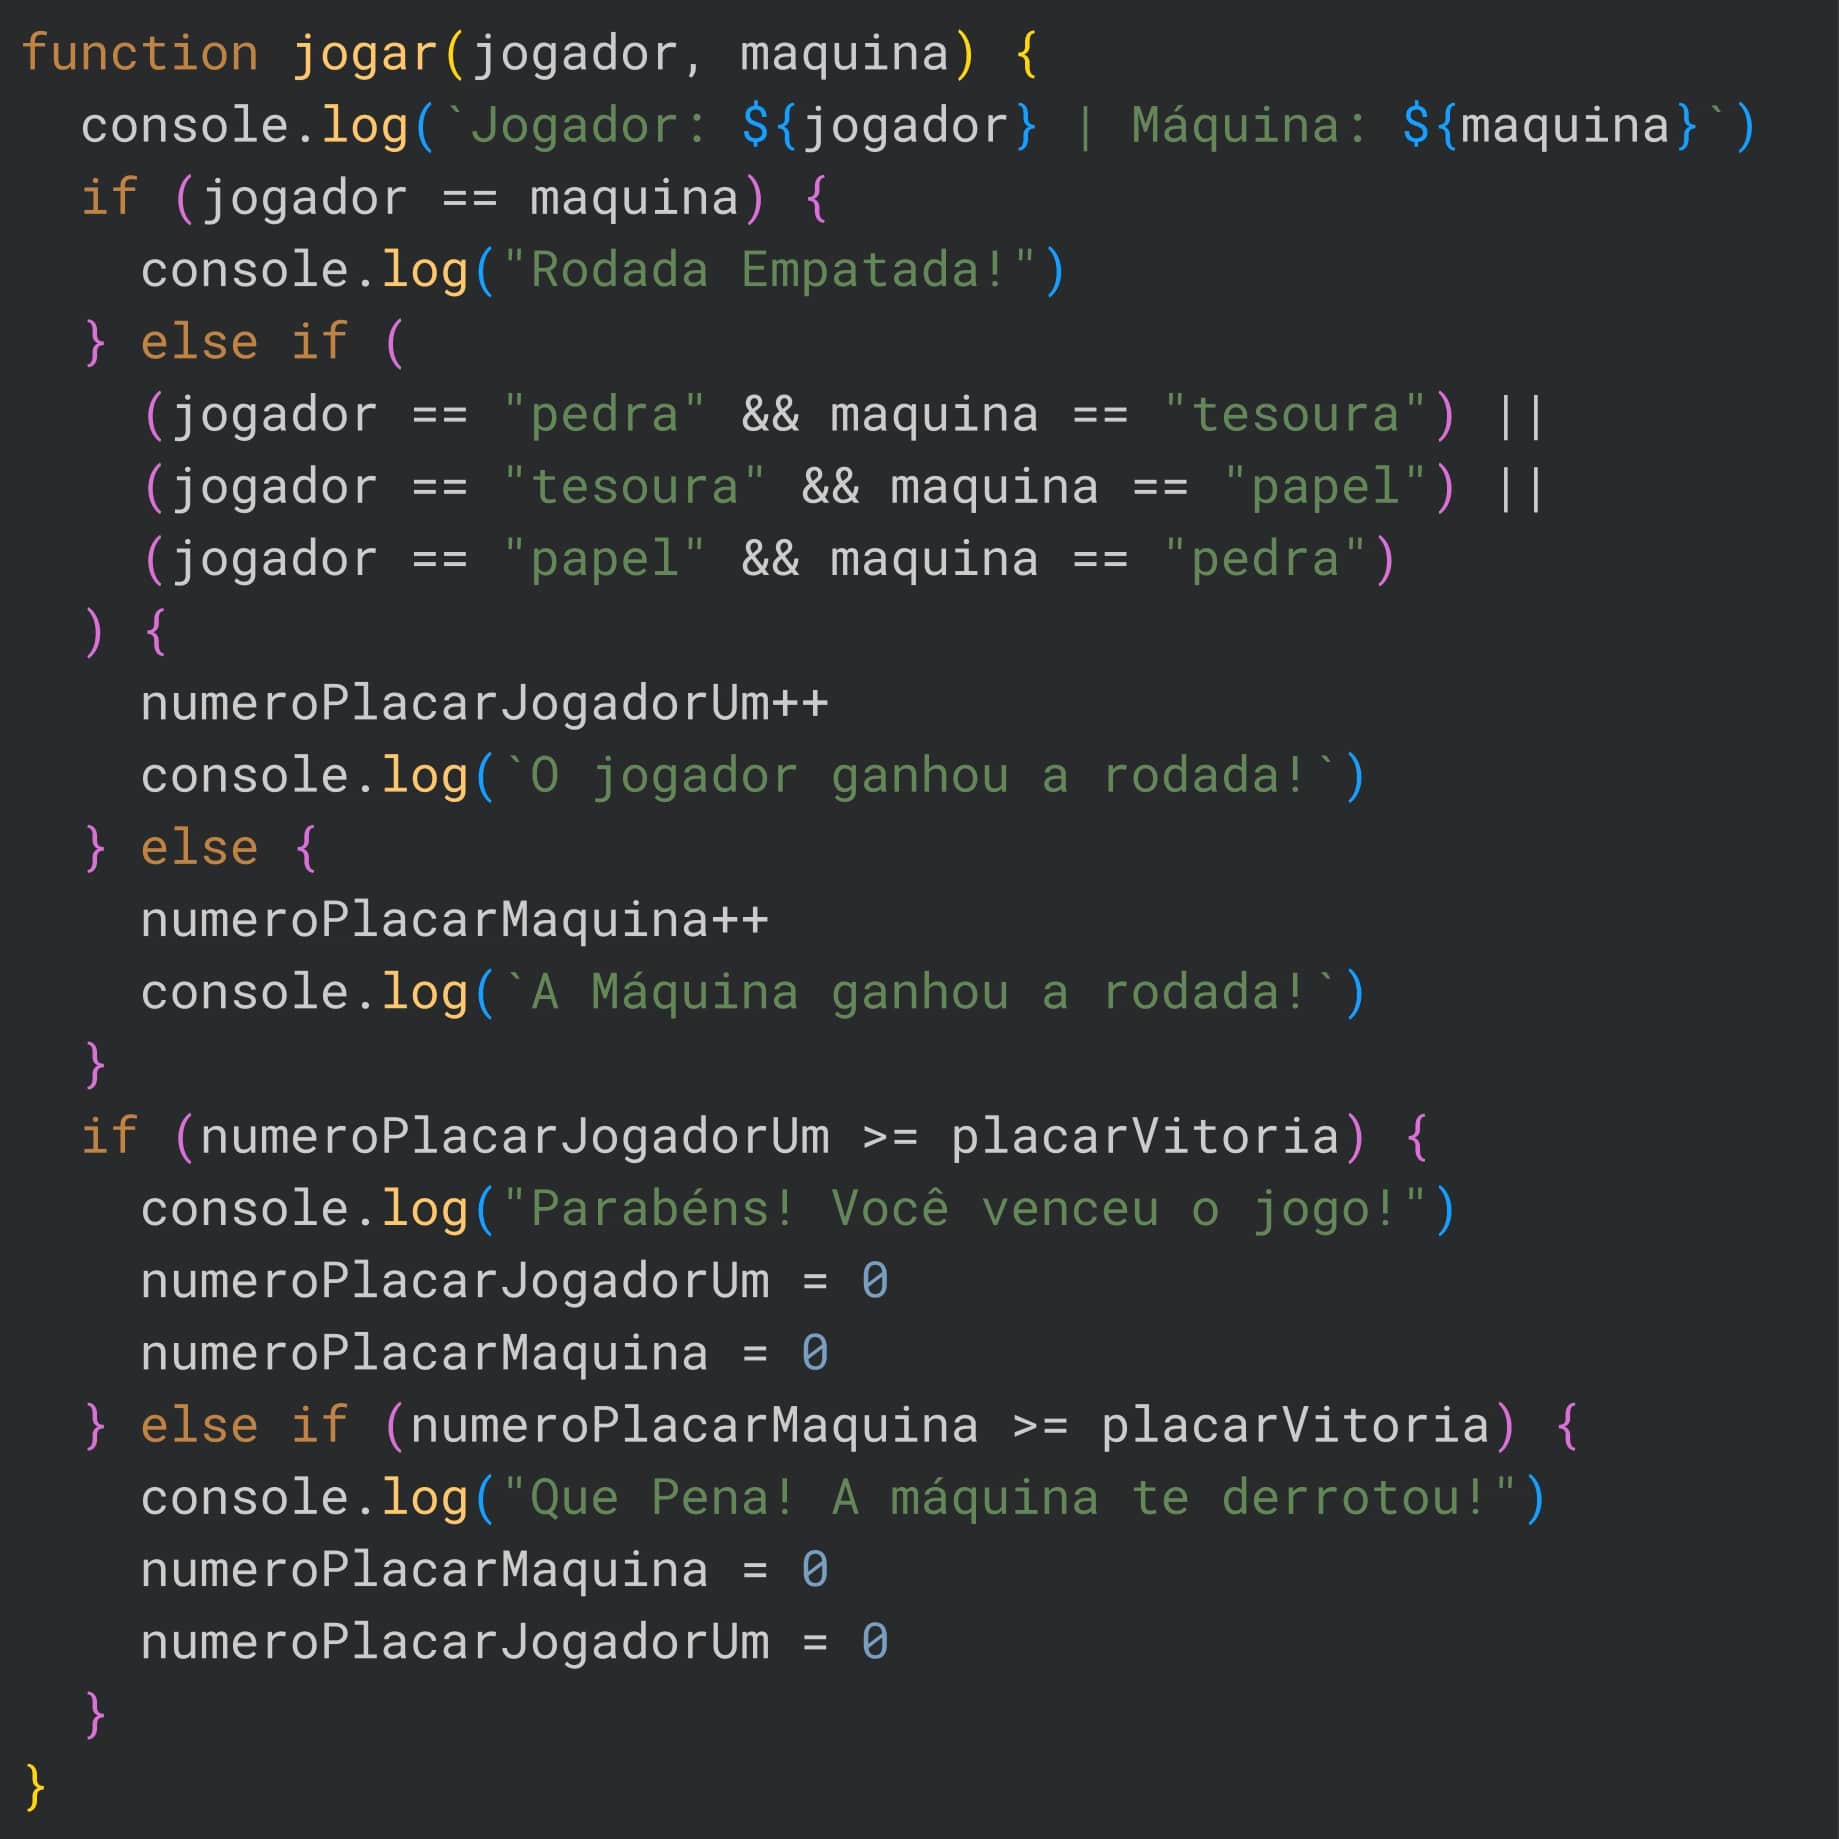 function jogar(jogador, maquina) {
  console.log(`Jogador: ${jogador} | Máquina: ${maquina}`)
  if (jogador == maquina) {
    console.log("Rodada Empatada!")
  } else if (
    (jogador == "pedra" && maquina == "tesoura") ||
    (jogador == "tesoura" && maquina == "papel") ||
    (jogador == "papel" && maquina == "pedra")
  ) {
    numeroPlacarJogadorUm++
    console.log(`O jogador ganhou a rodada!`)
  } else {
    numeroPlacarMaquina++
    console.log(`A Máquina ganhou a rodada!`)
  }
  if (numeroPlacarJogadorUm >= placarVitoria) {
    console.log("Parabéns! Você venceu o jogo!")
    numeroPlacarJogadorUm = 0
    numeroPlacarMaquina = 0
  } else if (numeroPlacarMaquina >= placarVitoria) {
    console.log("Que Pena! A máquina te derrotou!")
    numeroPlacarMaquina = 0
    numeroPlacarJogadorUm = 0
  }
}